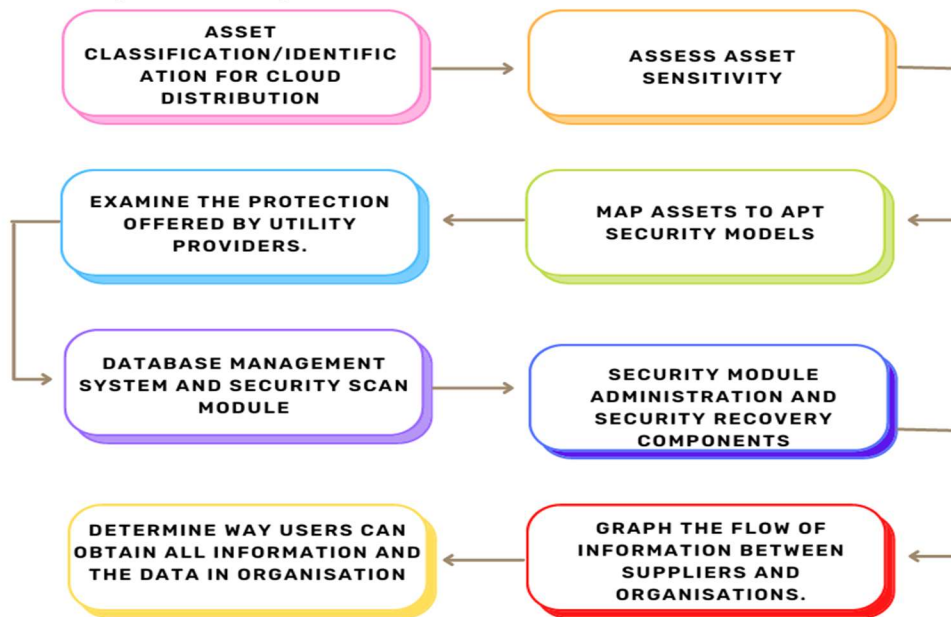 ASSET
CLASSIFICATION/IDENTIFIC
ATION FOR CLOUD
DISTRIBUTION
ASSESS ASSET
SENSITIVITY
MAP ASSETS TO APT
SECURITY MODELS
EXAMINE THE PROTECTION
OFFERED BY UTILITY
PROVIDERS.
DATABASE MANAGEMENT
SYSTEM AND SECURITY SCAN
MODULE
SECURITY MODULE
ADMINISTRATION AND
SECURITY RECOVERY
COMPONENTS
GRAPH THE FLOW OF
INFORMATION BETWEEN
SUPPLIERS AND
ORGANISATIONS.
DETERMINE WAY USERS CAN
OBTAIN ALL INFORMATION AND
THE DATA IN ORGANISATION